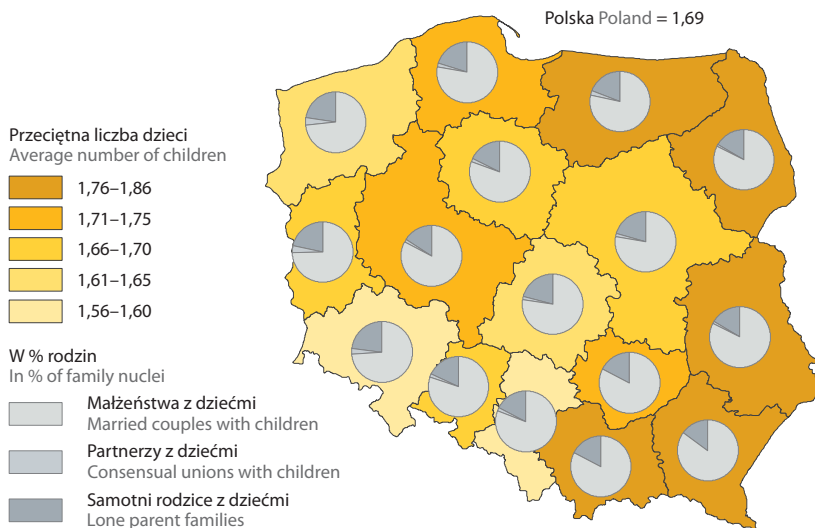 Polska Poland = 1,69
Przeciętna liczba dzieci
Average number of children
1,76–1,86
1,71–1,75
1,66–1,70
1,61–1,65
1,56–1,60
W % rodzin
In % of family nuclei
Małżeństwa z dziećmi
Married couples with children
Partnerzy z dziećmi
Consensual unions with children
Samotni rodzice z dziećmi
Lone parent families